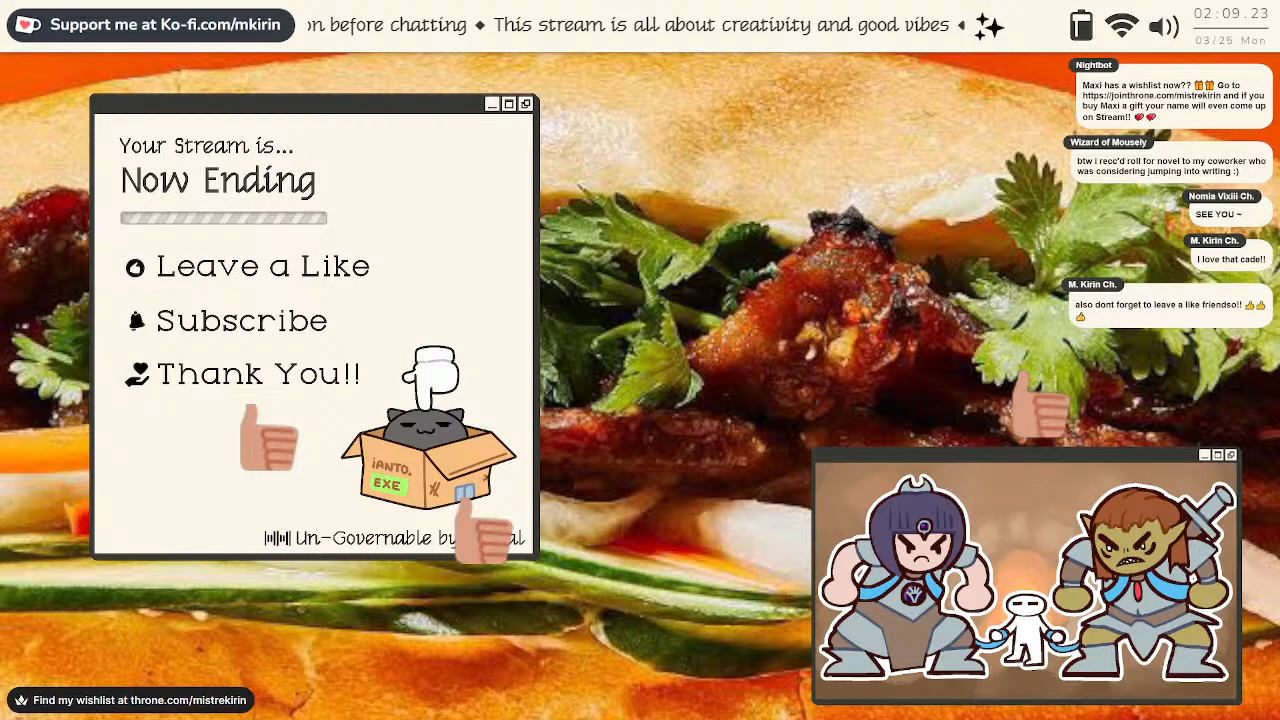 Support me at Ko-fi.com/mkirin
on before chatting ◆ This stream is all about creativity and good vibes
02:09.23
03/25 Mon
Your Stream is...
Now Ending
Leave a Like
Subscribe
Thank You!!
iANTO.
EXE
Un-Governable by
Nightbot
Maxi has a wishlist now?? 🎁🎁 Go to
https://jointhrone.com/mistrekirin and if you
buy Maxi a gift your name will even come up
on Stream!! 💕 💕
Wizard of Mousely
btw i recc'd roll for novel to my coworker who
was considering jumping into writing :)
Nomia Vixiii Ch.
SEE YOU ~
M. Kirin Ch.
I love that cade!!
M. Kirin Ch.
also dont forget to leave a like friendso!! 👍👍
👍
Find my wishlist at throne.com/mistrekirin